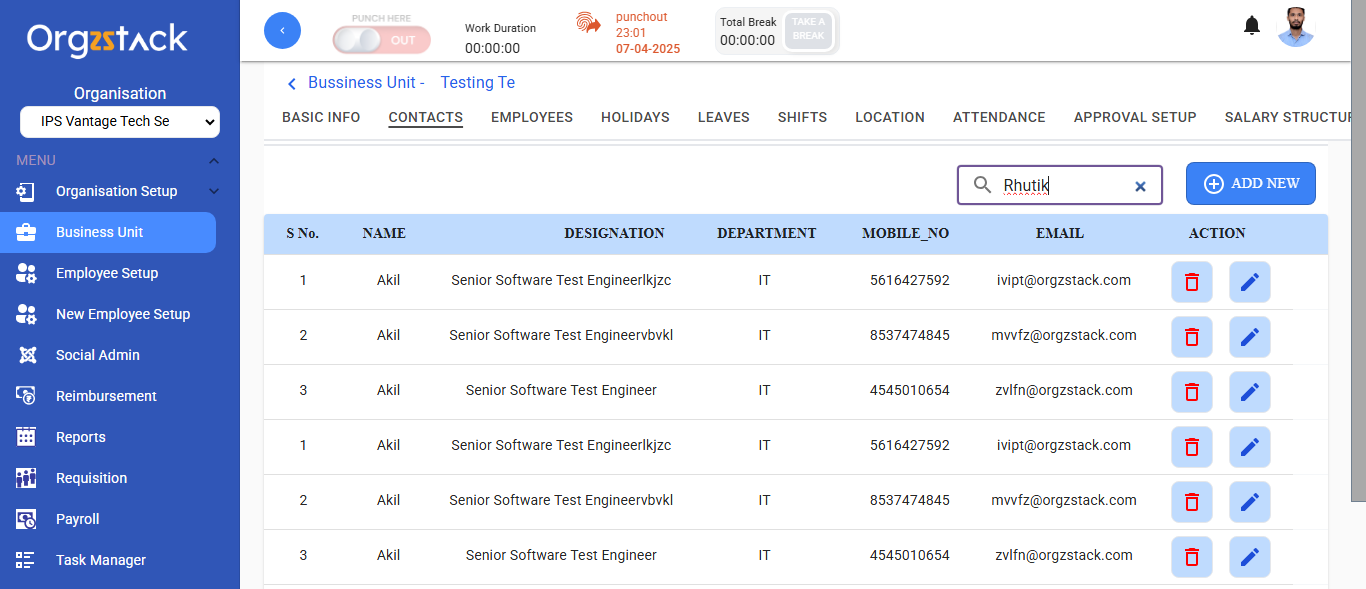 Orgzstack
Organisation
IPS Vantage Tech Se
MENU
Organisation Setup
Business Unit
Employee Setup
New Employee Setup
Social Admin
Reimbursement
Reports
Requisition
Payroll
Task Manager
PUNCH HERE
OUT
Work Duration
00:00:00
punchout
23:01
07-04-2025
Total Break
00:00:00
TAKE A
BREAK
Bussiness Unit - Testing Te
BASIC INFO CONTACTS EMPLOYEES HOLIDAYS LEAVES SHIFTS LOCATION ATTENDANCE APPROVAL SETUP SALARY STRUCTUR
Rhutik
ADD NEW
S No. NAME DESIGNATION DEPARTMENT MOBILE_NO EMAIL ACTION
1 Akil Senior Software Test Engineerlkjzc IT 5616427592 ivipt@orgzstack.com
2 Akil Senior Software Test Engineervbvkl IT 8537474845 mvvfz@orgzstack.com
3 Akil Senior Software Test Engineer IT 4545010654 zvlfn@orgzstack.com
1 Akil Senior Software Test Engineerlkjzc IT 5616427592 ivipt@orgzstack.com
2 Akil Senior Software Test Engineervbvkl IT 8537474845 mvvfz@orgzstack.com
3 Akil Senior Software Test Engineer IT 4545010654 zvlfn@orgzstack.com